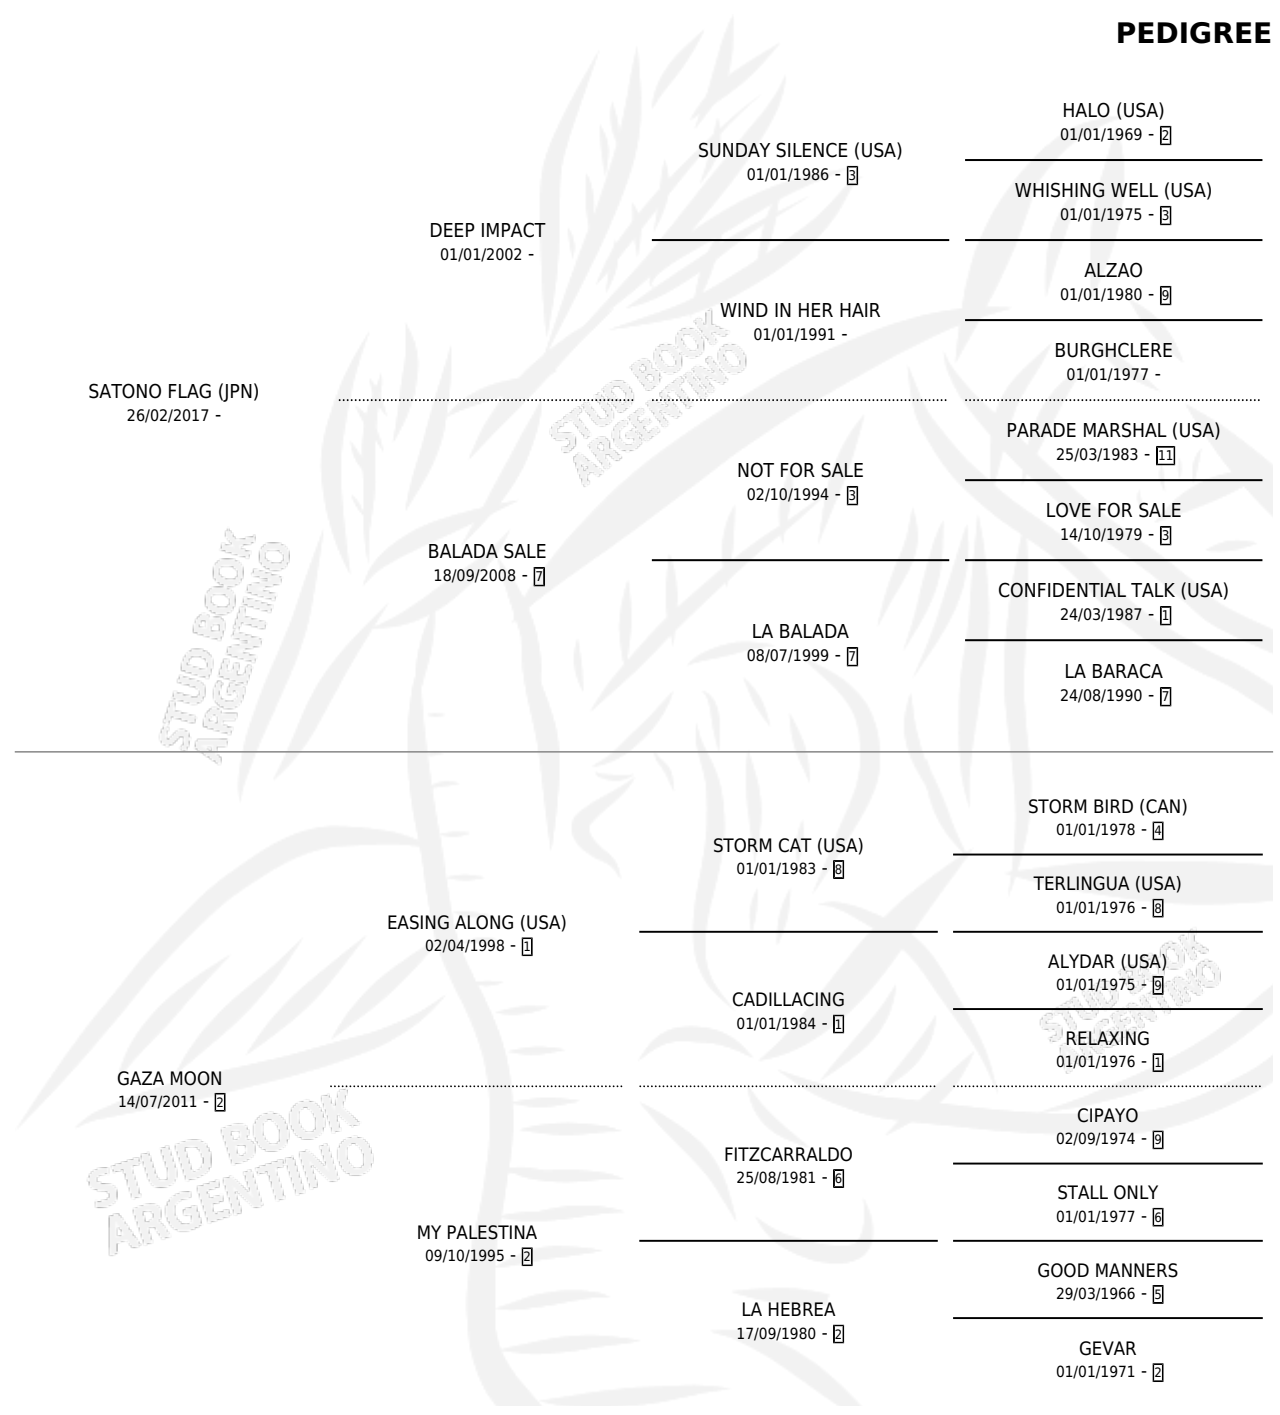 PEDIGREE
HALO (USA)
01/01/1969 - 2
SUNDAY SILENCE (USA)
01/01/1986 - 3
WHISHING WELL (USA)
01/01/1975 - 3
DEEP IMPACT
01/01/2002 -
ALZAO
01/01/1980 - 9
WIND IN HER HAIR
01/01/1991 -
BURGHCLERE
01/01/1977 -
SATONO FLAG (JPN)
26/02/2017 -
PARADE MARSHAL (USA)
25/03/1983 - 11
NOT FOR SALE
02/10/1994 - 3
LOVE FOR SALE
14/10/1979 - 3
BALADA SALE
18/09/2008 - 7
CONFIDENTIAL TALK (USA)
24/03/1987 - 1
LA BALADA
08/07/1999 - 7
LA BARACA
24/08/1990 - 7
STORM BIRD (CAN)
01/01/1978 - 4
STORM CAT (USA)
01/01/1983 - 8
TERLINGUA (USA)
01/01/1976 - 8
EASING ALONG (USA)
02/04/1998 - 1
ALYDAR (USA)
01/01/1975 - 9
CADILLACING
01/01/1984 - 1
RELAXING
01/01/1976 - 1
GAZA MOON
14/07/2011 - 2
CIPAYO
02/09/1974 - 9
FITZCARRALDO
25/08/1981 - 6
STALL ONLY
01/01/1977 - 6
MY PALESTINA
09/10/1995 - 2
GOOD MANNERS
29/03/1966 - 5
LA HEBREA
17/09/1980 - 2
GEVAR
01/01/1971 - 2
STUD BOOK
ARGENTINO
STUD BOOK
ARGENTINO
STUD BOOK
ARGENTINO
STUD BOOK
ARGENTINO